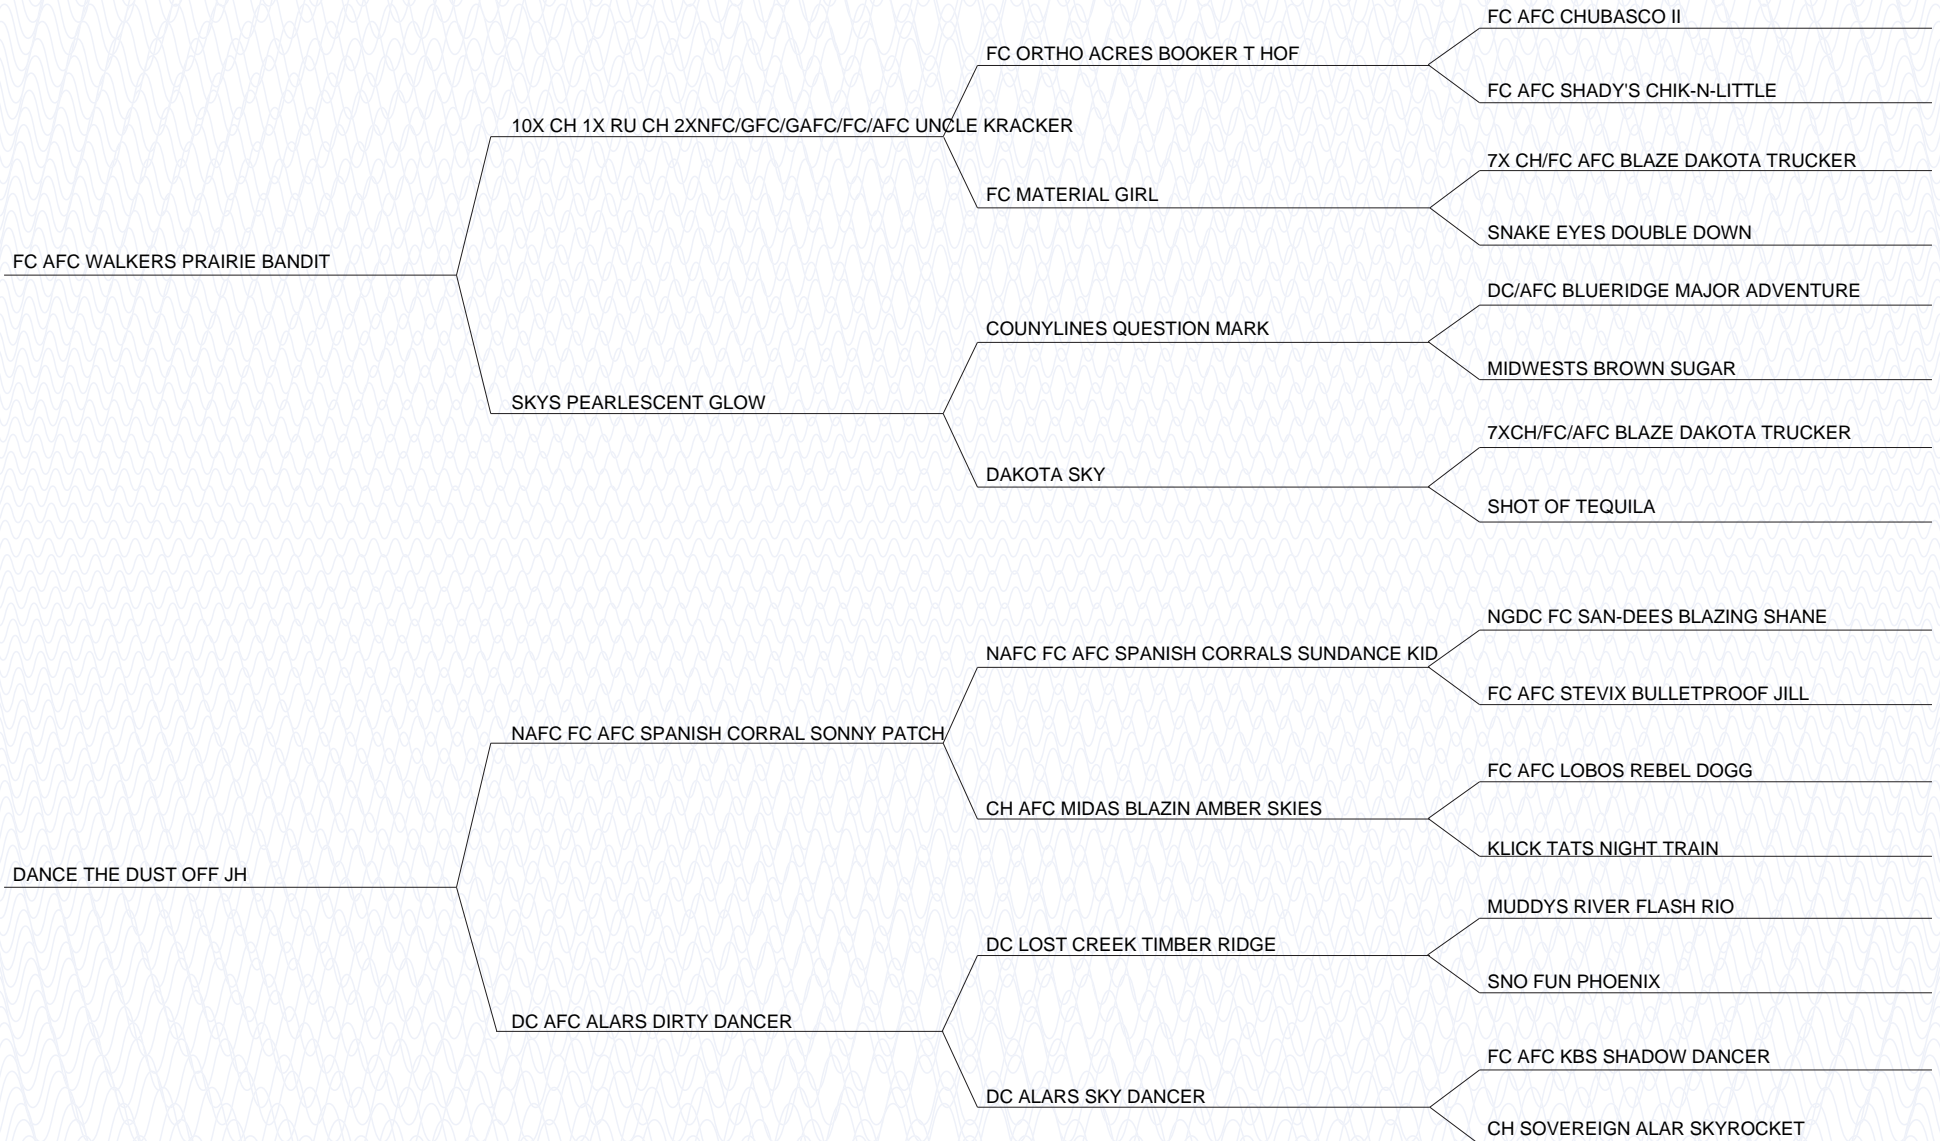 FC AFC CHUBASCO II
FC ORTHO ACRES BOOKER T HOF
FC AFC SHADY'S CHIK-N-LITTLE
10X CH 1X RU CH 2XNFC/GFC/GAFC/FC/AFC UNCLE KRACKER
7X CH/FC AFC BLAZE DAKOTA TRUCKER
FC MATERIAL GIRL
SNAKE EYES DOUBLE DOWN
FC AFC WALKERS PRAIRIE BANDIT
DC/AFC BLUERIDGE MAJOR ADVENTURE
COUNYLINES QUESTION MARK
MIDWESTS BROWN SUGAR
SKYS PEARLESCENT GLOW
7XCH/FC/AFC BLAZE DAKOTA TRUCKER
DAKOTA SKY
SHOT OF TEQUILA
NGDC FC SAN-DEES BLAZING SHANE
NAFC FC AFC SPANISH CORRALS SUNDANCE KID
FC AFC STEVIX BULLETPROOF JILL
NAFC FC AFC SPANISH CORRAL SONNY PATCH
FC AFC LOBOS REBEL DOGG
CH AFC MIDAS BLAZIN AMBER SKIES
KLICK TATS NIGHT TRAIN
DANCE THE DUST OFF JH
MUDDYS RIVER FLASH RIO
DC LOST CREEK TIMBER RIDGE
SNO FUN PHOENIX
DC AFC ALARS DIRTY DANCER
FC AFC KBS SHADOW DANCER
DC ALARS SKY DANCER
CH SOVEREIGN ALAR SKYROCKET